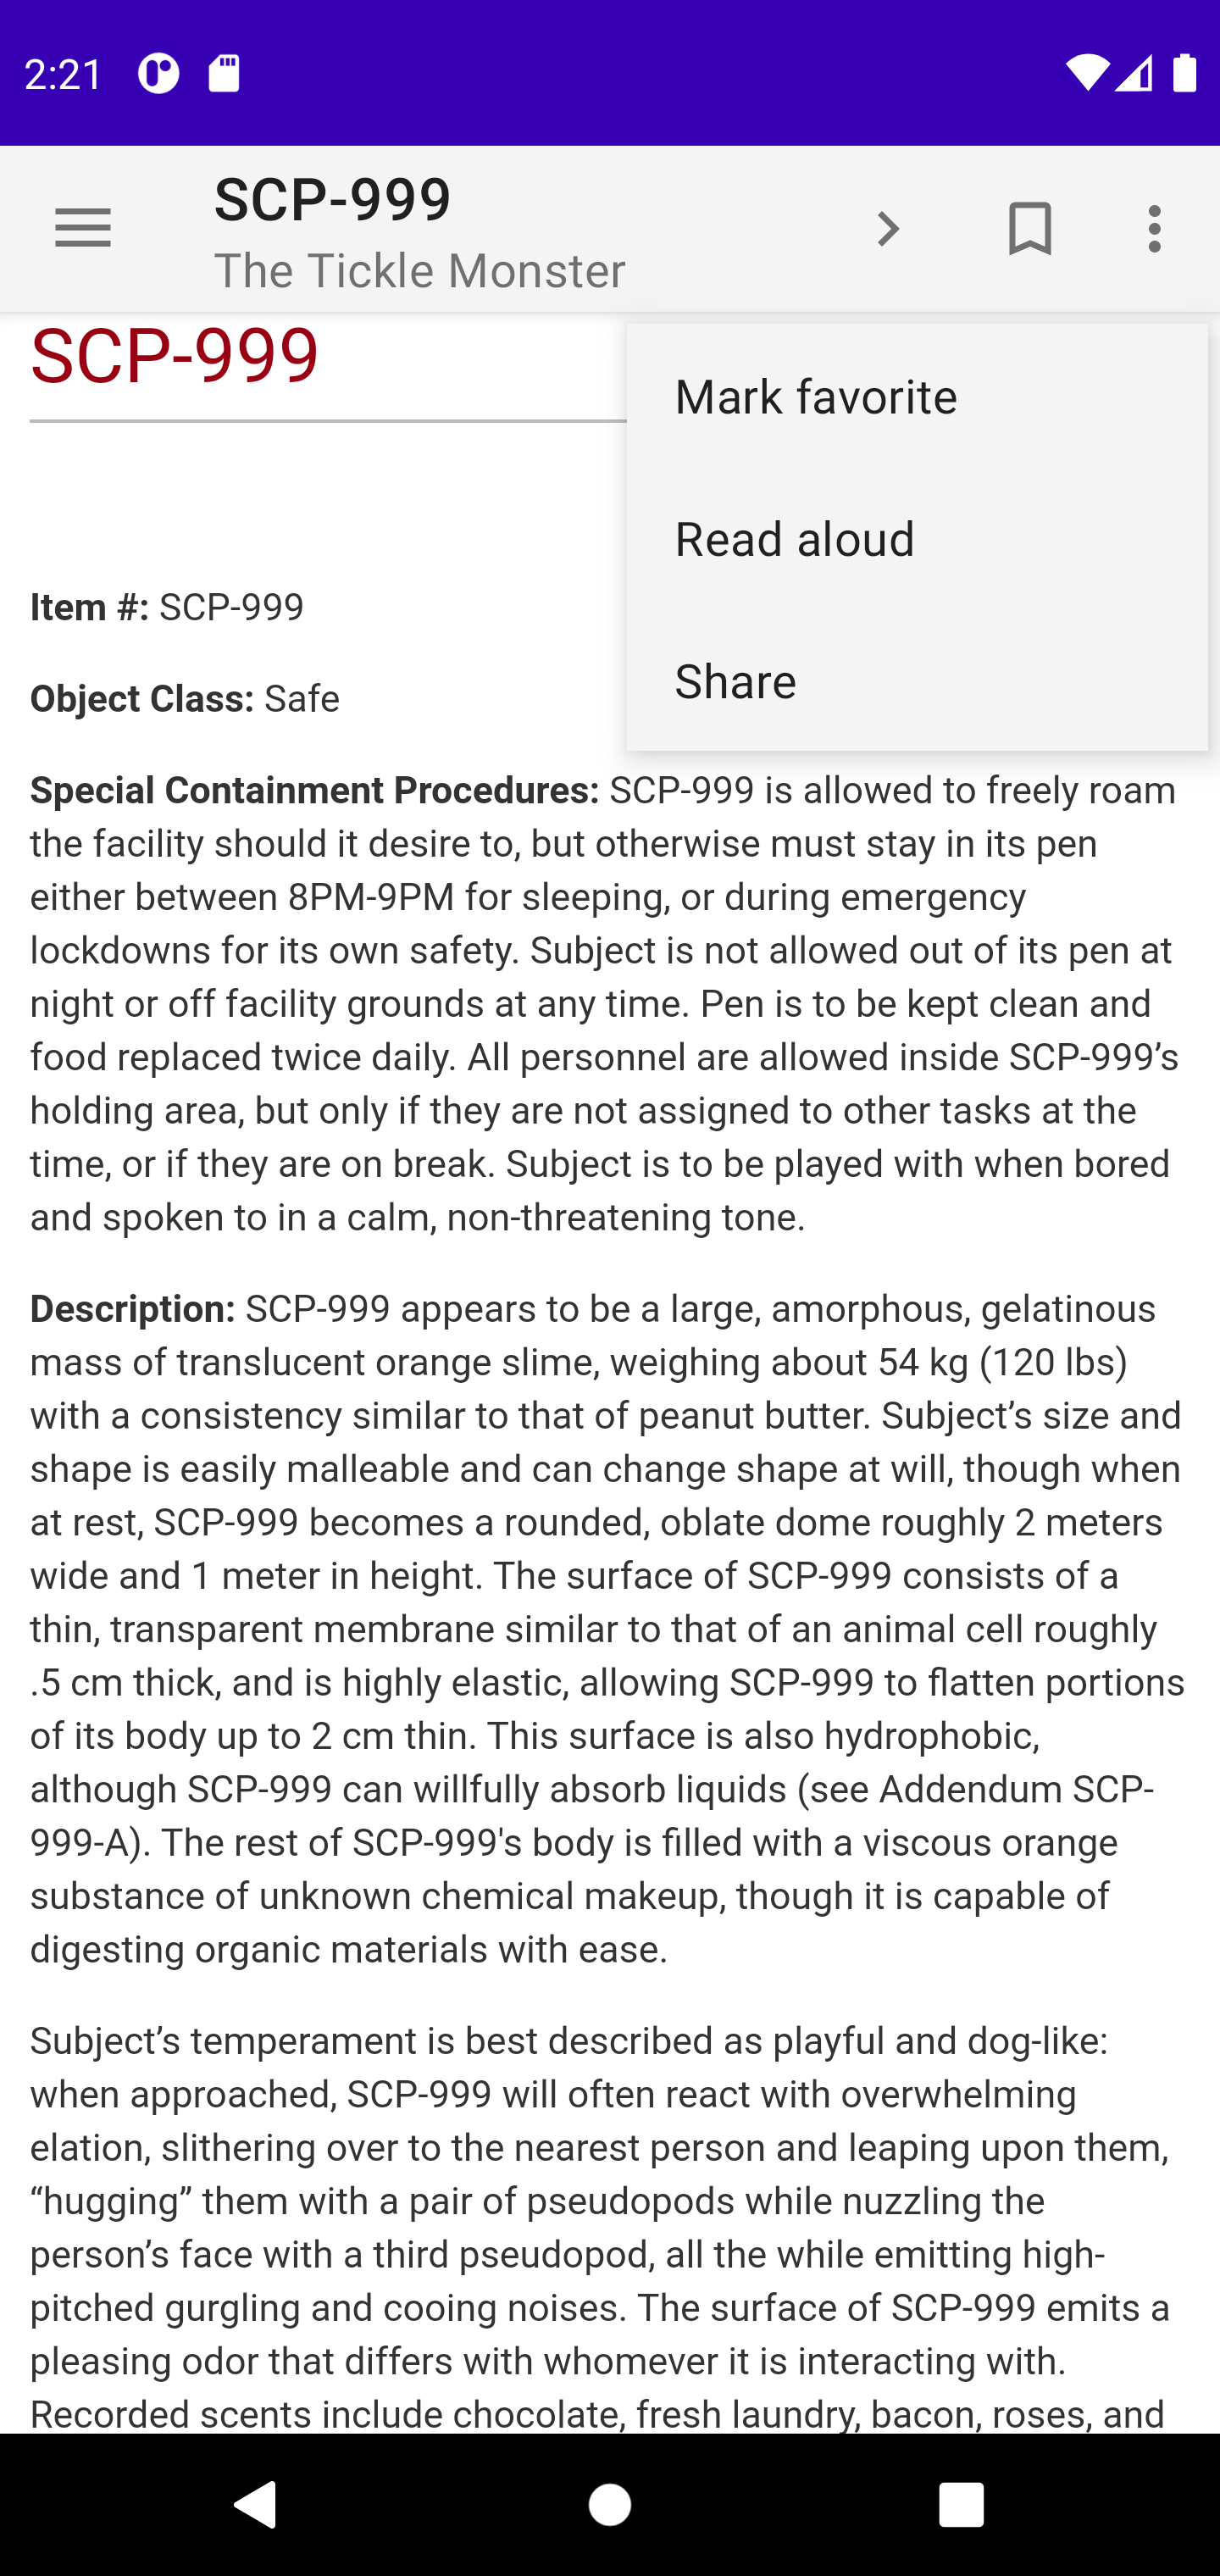 2:21
SCP-999
The Tickle Monster
SCP-999
Mark favorite
Read aloud
Share
Item #: SCP-999
Object Class: Safe
Special Containment Procedures: SCP-999 is allowed to freely roam
the facility should it desire to, but otherwise must stay in its pen
either between 8PM-9PM for sleeping, or during emergency
lockdowns for its own safety. Subject is not allowed out of its pen at
night or off facility grounds at any time. Pen is to be kept clean and
food replaced twice daily. All personnel are allowed inside SCP-999’s
holding area, but only if they are not assigned to other tasks at the
time, or if they are on break. Subject is to be played with when bored
and spoken to in a calm, non-threatening tone.
Description: SCP-999 appears to be a large, amorphous, gelatinous
mass of translucent orange slime, weighing about 54 kg (120 lbs)
with a consistency similar to that of peanut butter. Subject’s size and
shape is easily malleable and can change shape at will, though when
at rest, SCP-999 becomes a rounded, oblate dome roughly 2 meters
wide and 1 meter in height. The surface of SCP-999 consists of a
thin, transparent membrane similar to that of an animal cell roughly
.5 cm thick, and is highly elastic, allowing SCP-999 to flatten portions
of its body up to 2 cm thin. This surface is also hydrophobic,
although SCP-999 can willfully absorb liquids (see Addendum SCP-
999-A). The rest of SCP-999's body is filled with a viscous orange
substance of unknown chemical makeup, though it is capable of
digesting organic materials with ease.
Subject’s temperament is best described as playful and dog-like:
when approached, SCP-999 will often react with overwhelming
elation, slithering over to the nearest person and leaping upon them,
“hugging” them with a pair of pseudopods while nuzzling the
person’s face with a third pseudopod, all the while emitting high-
pitched gurgling and cooing noises. The surface of SCP-999 emits a
pleasing odor that differs with whomever it is interacting with.
Recorded scents include chocolate, fresh laundry, bacon, roses, and